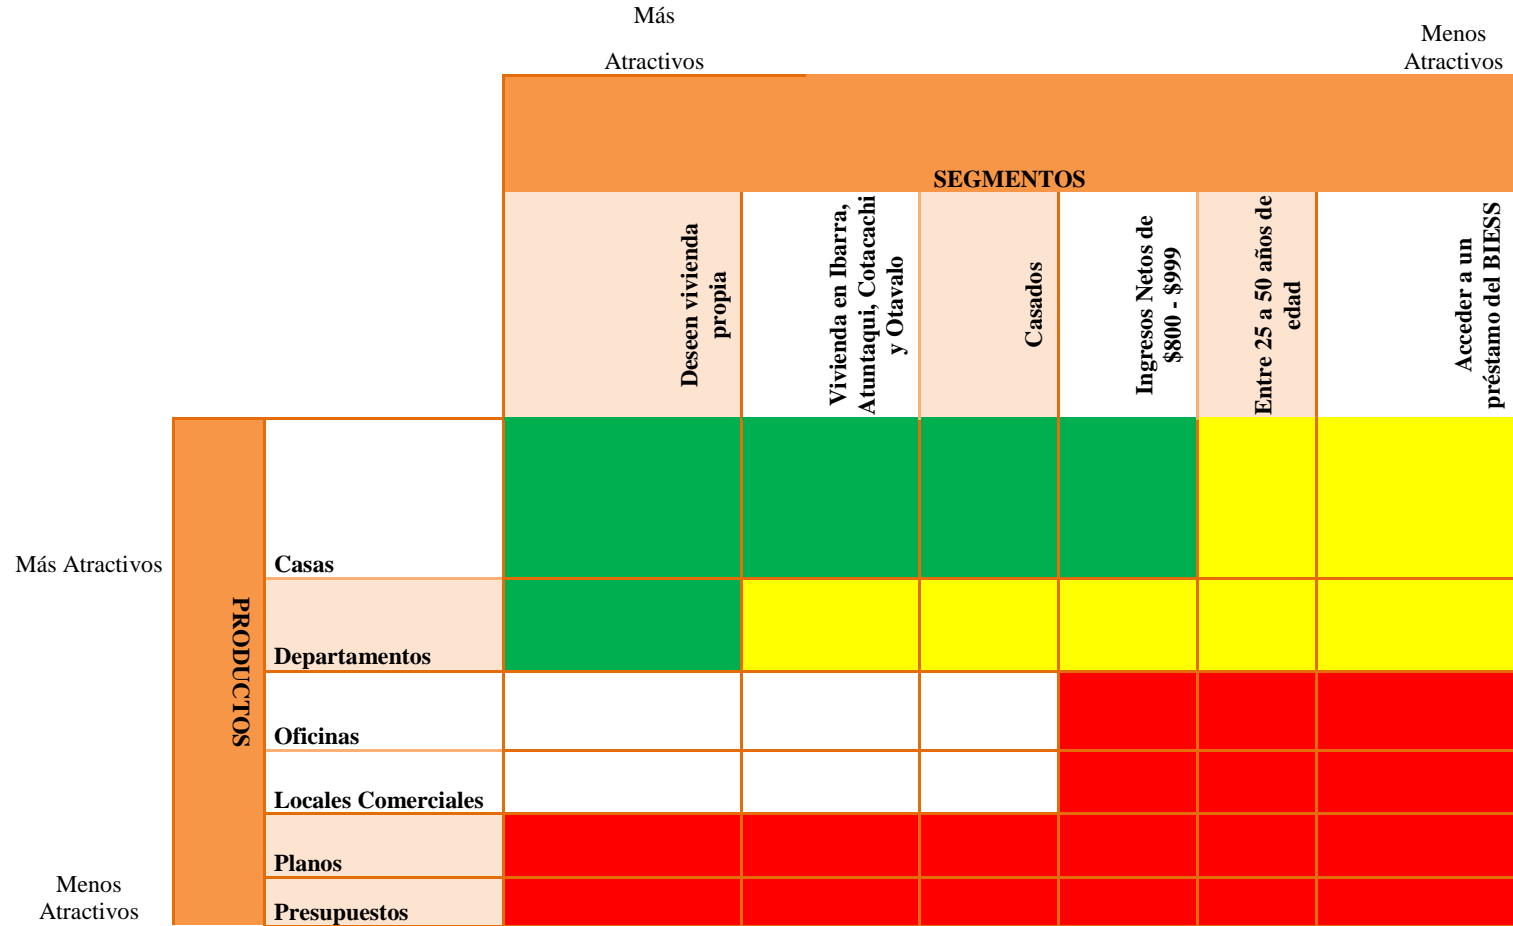 Más
Atractivos
Menos
Atractivos
SEGMENTOS
Deseen vivienda
propia
Vivienda en Ibarra,
Atuntaqui, Cotacachi
y Otavalo
Casados
Ingresos Netos de
$800 - $999
Entre 25 a 50 años de
edad
Acceder a un
préstamo del BIESS
Más Atractivos
PRODUCTOS
Casas
Departamentos
Oficinas
Locales Comerciales
Planos
Menos
Atractivos
Presupuestos